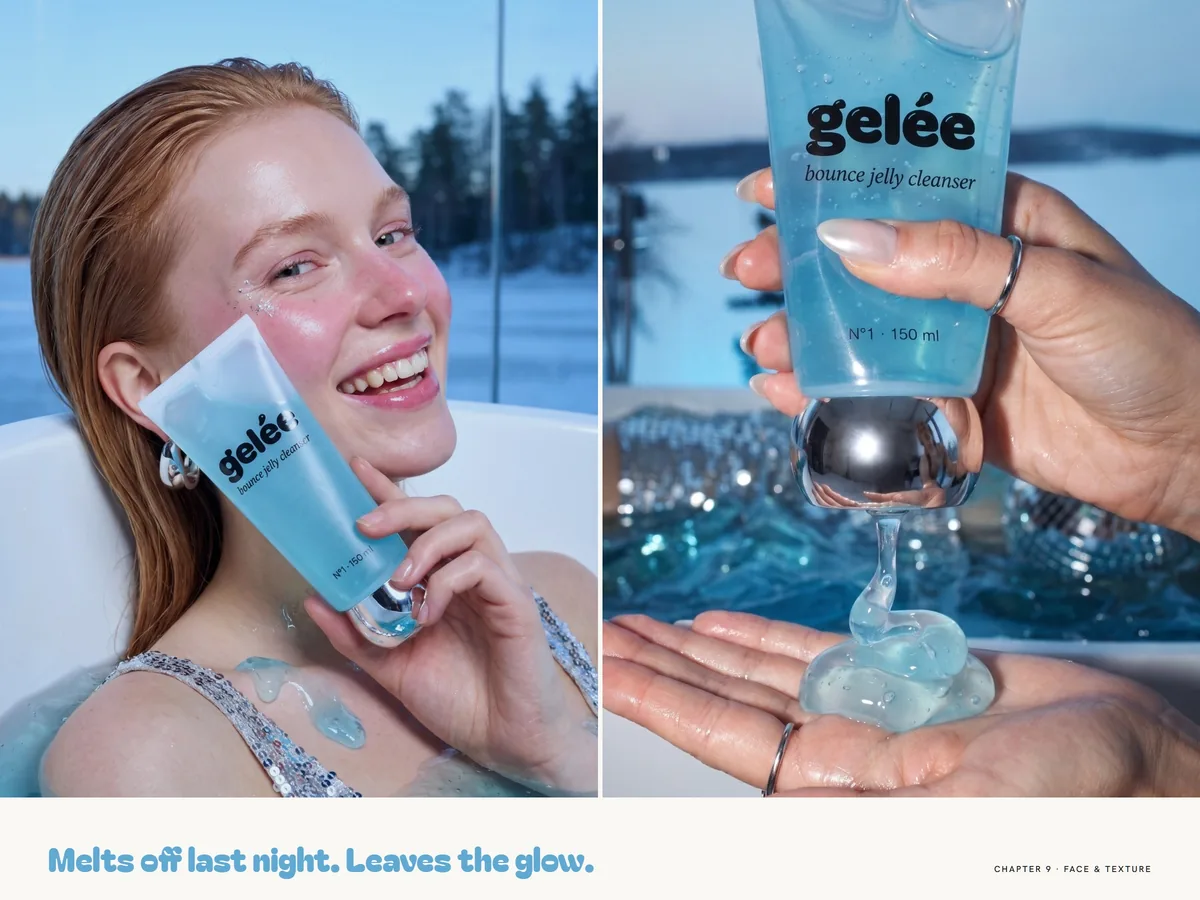 gelée
bounce jelly cleanser
N°1 · 150 ml
gelée
bounce jelly cleanser
N°1 · 150 ml
Melts off last night. Leaves the glow.
CHAPTER 9 · FACE & TEXTURE